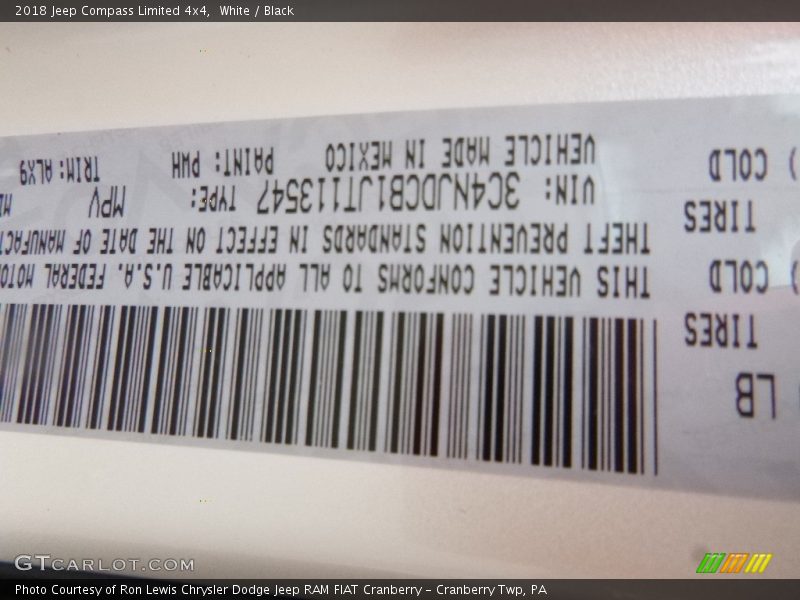 2018 Jeep Compass Limited 4x4, White / Black
LB
TIRES
COLD )
TIRES
COLD )
THIS VEHICLE CONFORMS TO ALL APPLICABLE U.S.A. FEDERAL MOTO
THEFT PREVENTION STANDARDS IN EFFECT ON THE DATE OF MANUFACT
VIN: 3C4NJDCB1JT113547 TYPE: MPV
VEHICLE MADE IN MEXICO PAINT: PWH TRIM: ALX9
GTCARLOT.COM
Photo Courtesy of Ron Lewis Chrysler Dodge Jeep RAM FIAT Cranberry – Cranberry Twp, PA